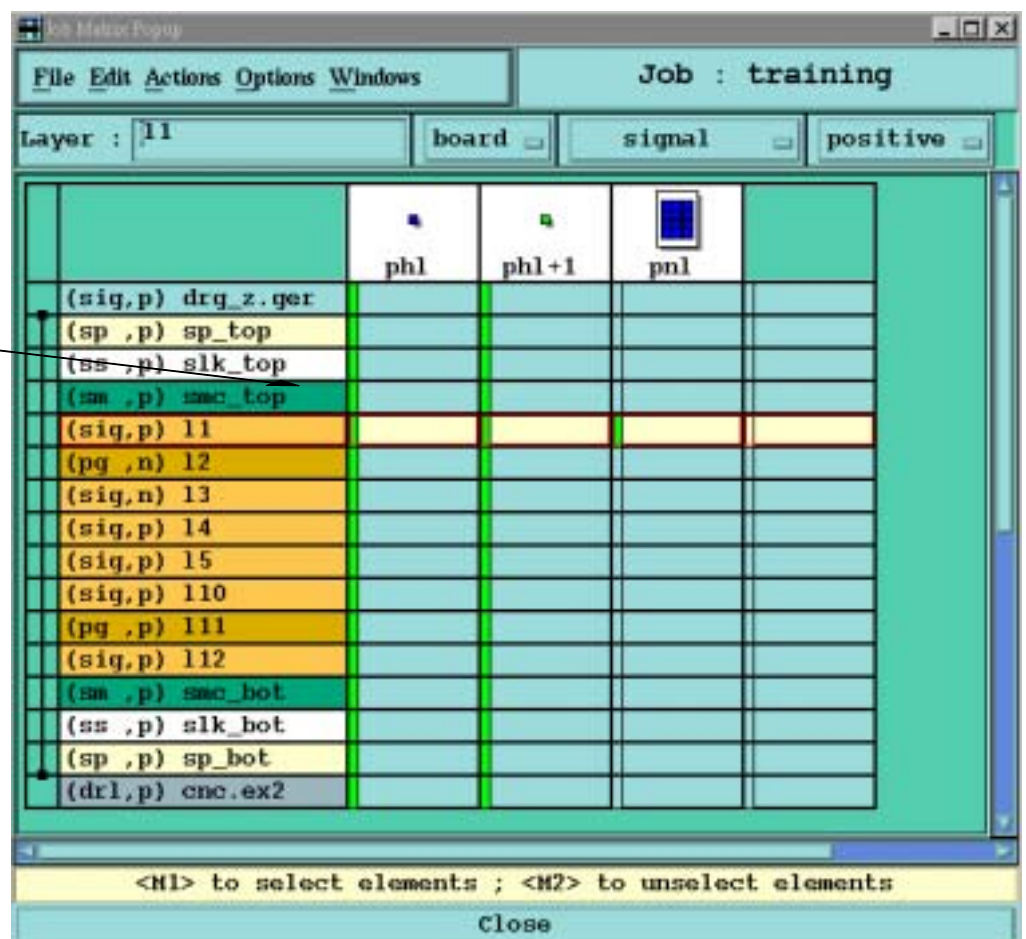 Job Matrix Popup
File Edit Actions Options Windows
Job : training
Layer : l1
board
signal
positive
phl phl+1 pnl
(sig,p) drg_z.ger
(sp ,p) sp_top
(ss ,p) slk_top
(sm ,p) smc_top
(sig,p) l1
(pg ,n) l2
(sig,n) l3
(sig,p) l4
(sig,p) l5
(sig,p) l10
(pg ,p) l11
(sig,p) l12
(sm ,p) smc_bot
(ss ,p) slk_bot
(sp ,p) sp_bot
(drl,p) cnc.ex2
<M1> to select elements ; <M2> to unselect elements
Close